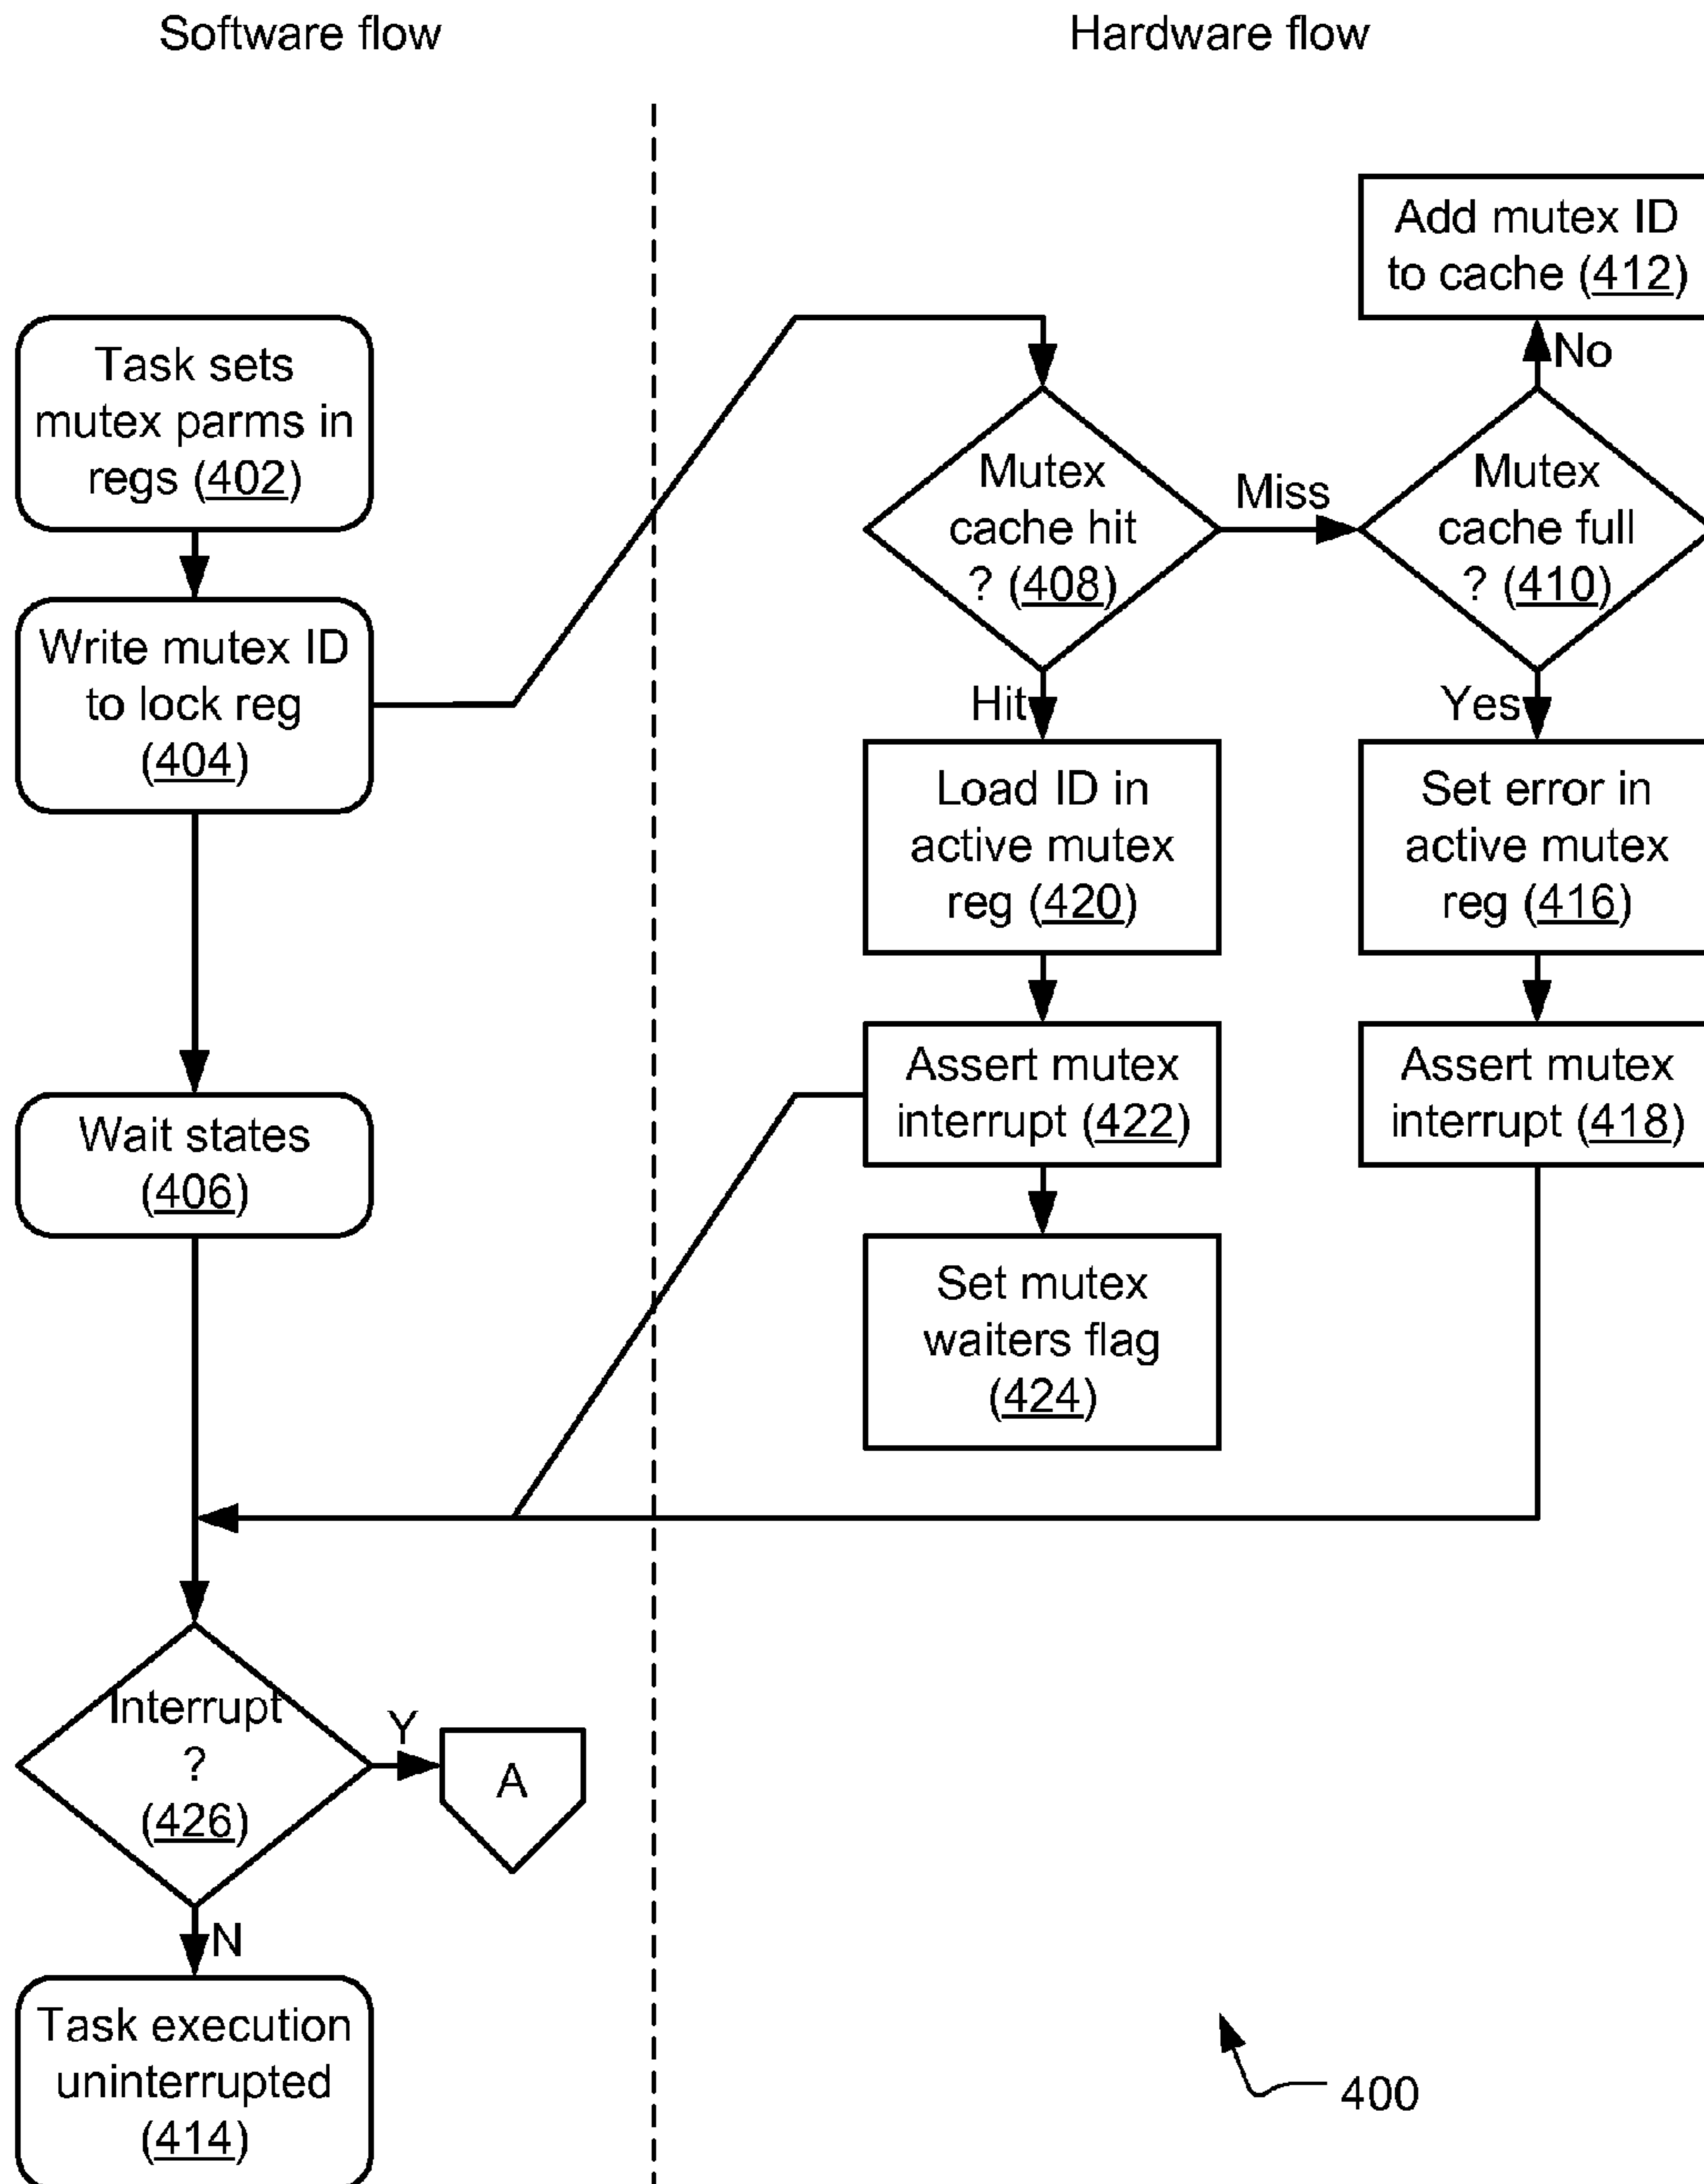 Software flow
Hardware flow
Task sets
mutex parms in
regs (402)
Write mutex ID
to lock reg
(404)
Wait states
(406)
Interrupt
?
(426)
Y
A
N
Task execution
uninterrupted
(414)
Mutex
cache hit
? (408)
Miss
Hit
Load ID in
active mutex
reg (420)
Assert mutex
interrupt (422)
Set mutex
waiters flag
(424)
Add mutex ID
to cache (412)
No
Mutex
cache full
? (410)
Yes
Set error in
active mutex
reg (416)
Assert mutex
interrupt (418)
400